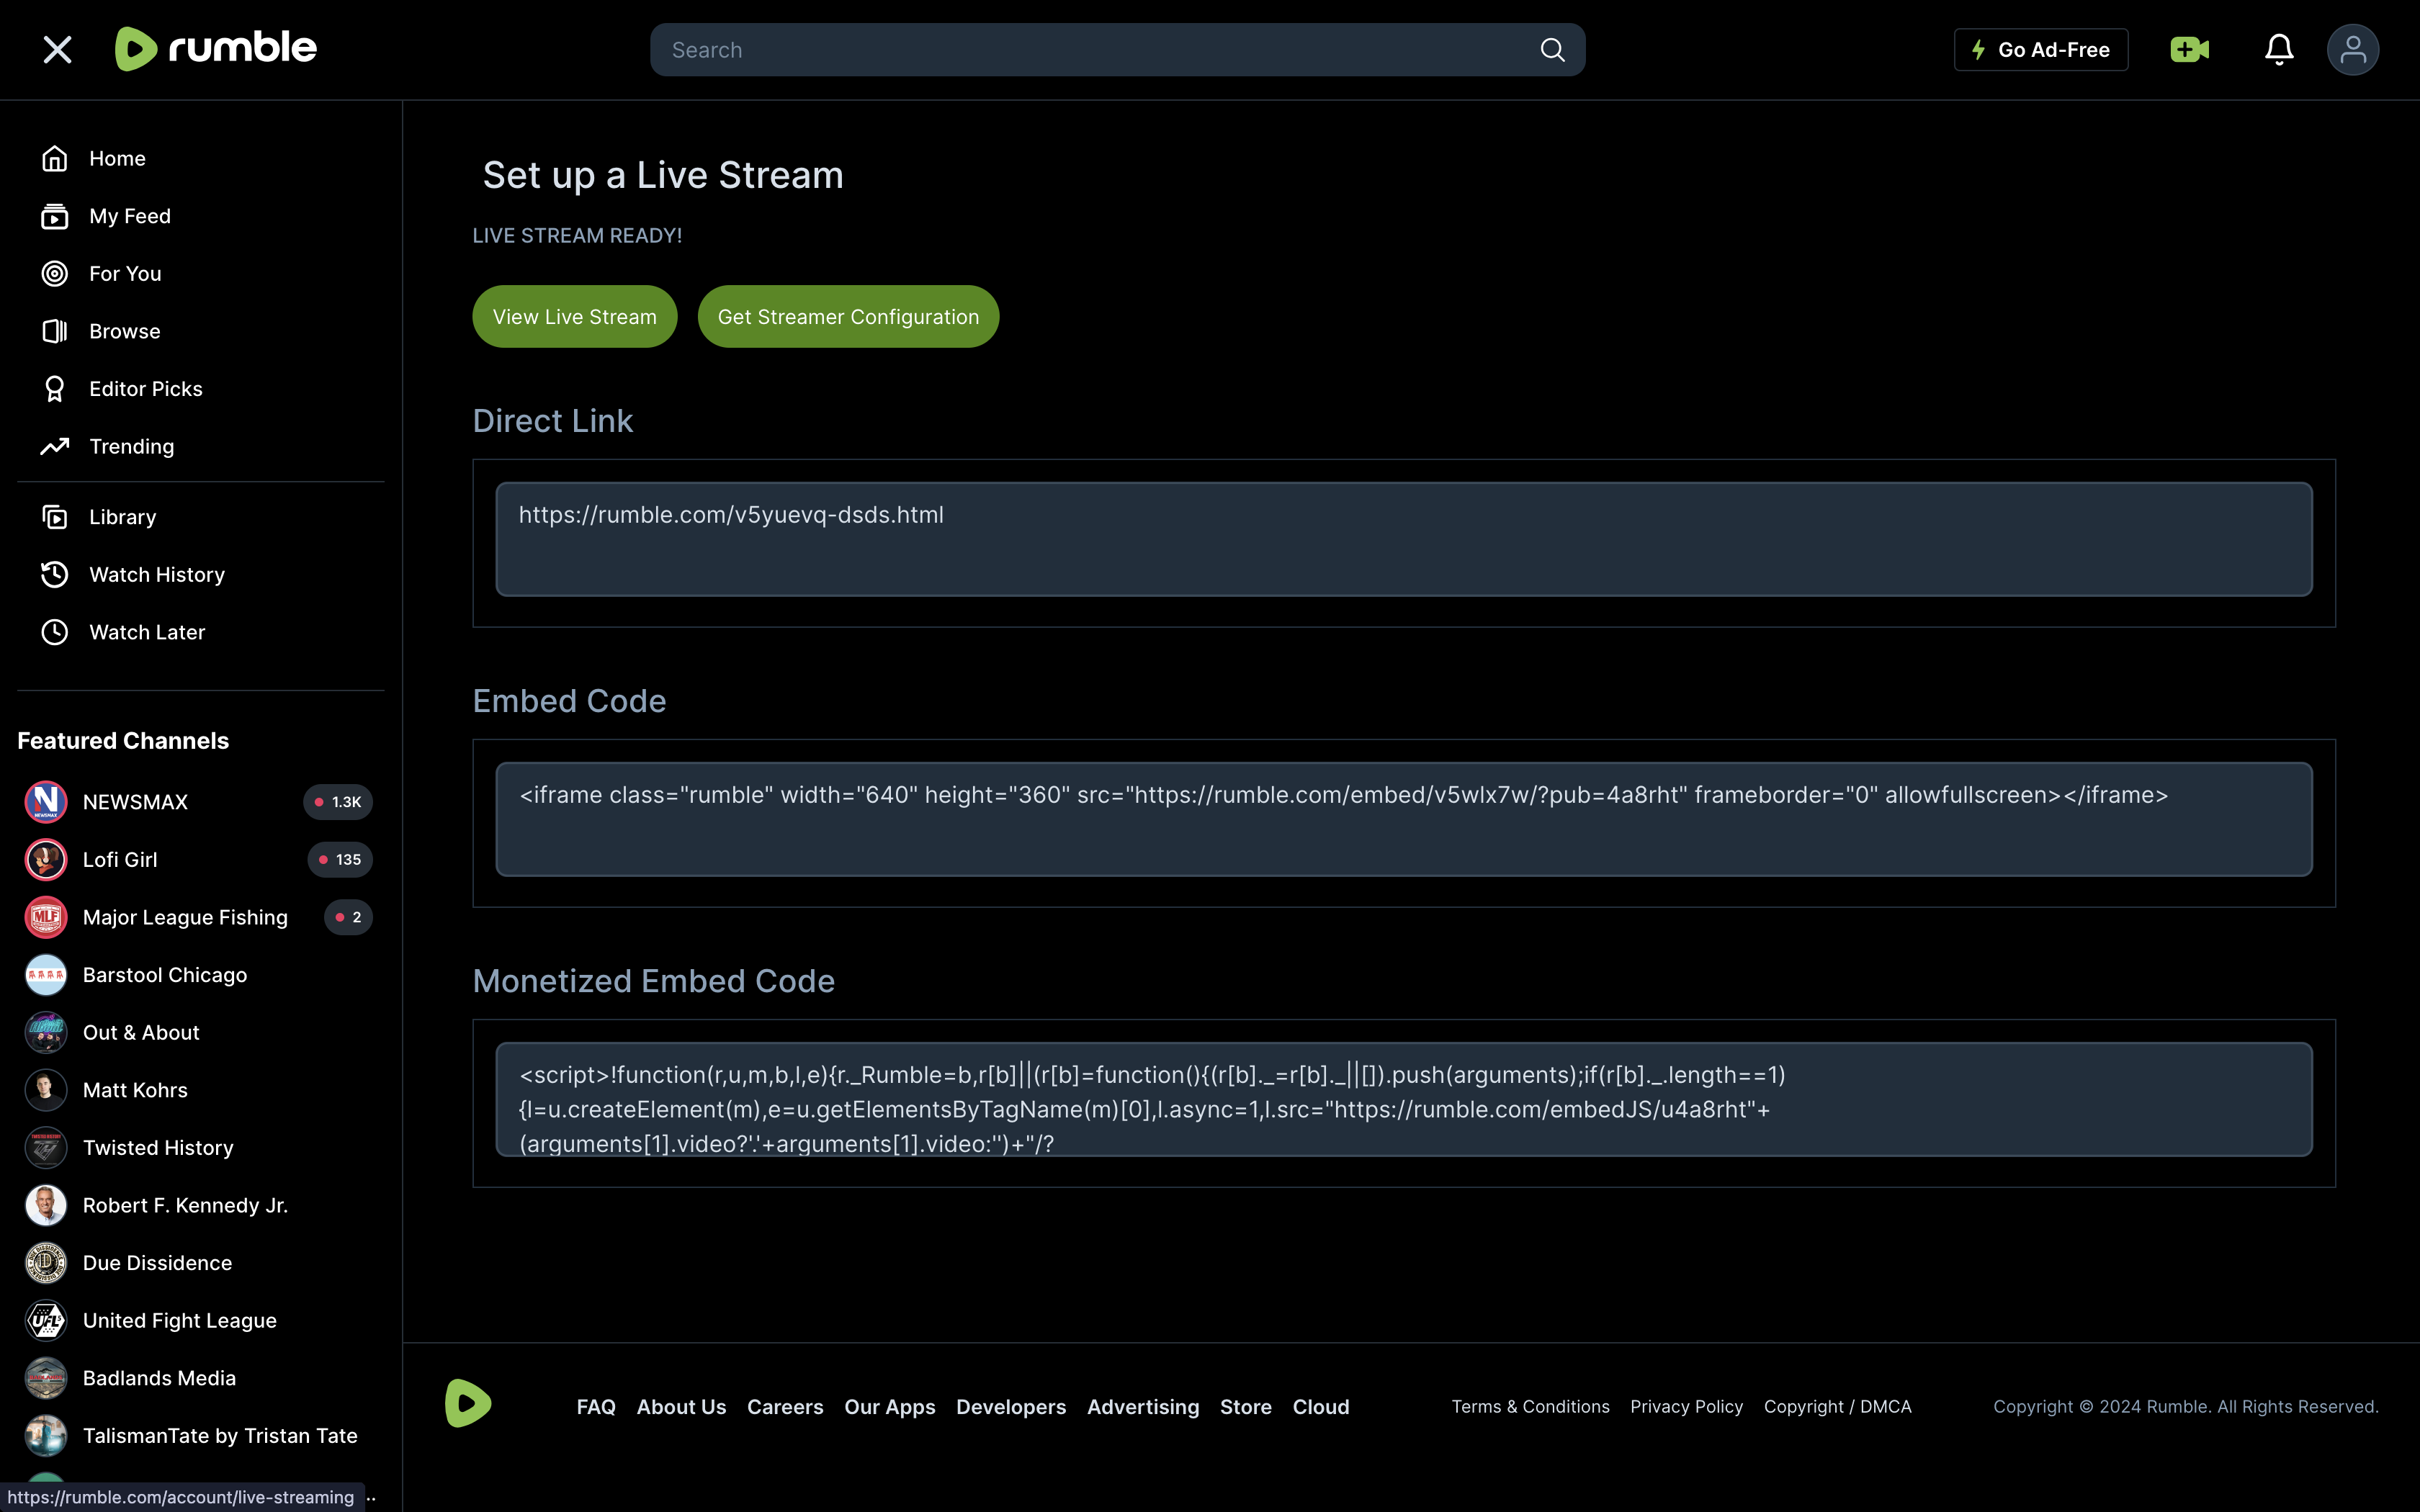 rumble
Search
Go Ad-Free
Home
My Feed
For You
Browse
Editor Picks
Trending
Library
Watch History
Watch Later
Featured Channels
NEWSMAX
1.3K
Lofi Girl
135
Major League Fishing
2
Barstool Chicago
Out & About
Matt Kohrs
Twisted History
Robert F. Kennedy Jr.
Due Dissidence
United Fight League
Badlands Media
TalismanTate by Tristan Tate
https://rumble.com/account/live-streaming
Set up a Live Stream
LIVE STREAM READY!
View Live Stream
Get Streamer Configuration
Direct Link
https://rumble.com/v5yuevq-dsds.html
Embed Code
<iframe class="rumble" width="640" height="360" src="https://rumble.com/embed/v5wlx7w/?pub=4a8rht" frameborder="0" allowfullscreen></iframe>
Monetized Embed Code
<script>!function(r,u,m,b,l,e){r._Rumble=b,r[b]||(r[b]=function(){(r[b]._=r[b]._||[]).push(arguments);if(r[b]._.length==1)
{l=u.createElement(m),e=u.getElementsByTagName(m)[0],l.async=1,l.src="https://rumble.com/embedJS/u4a8rht"+
(arguments[1].video?'.'+arguments[1].video:'')+"/?
FAQ About Us Careers Our Apps Developers Advertising Store Cloud
Terms & Conditions Privacy Policy Copyright / DMCA
Copyright © 2024 Rumble. All Rights Reserved.